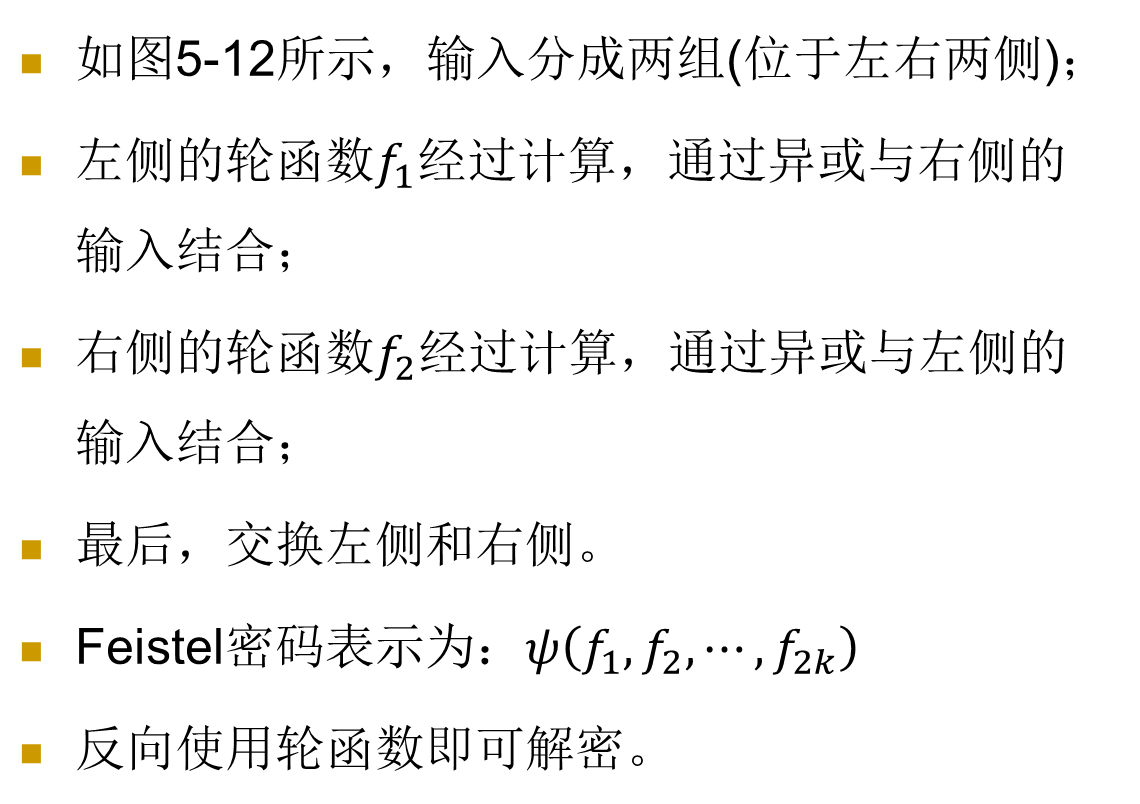 如图5-12所示，输入分成两组(位于左右两侧)；
左侧的轮函数f₁经过计算，通过异或与右侧的
输入结合；
右侧的轮函数f₂经过计算，通过异或与左侧的
输入结合；
最后，交换左侧和右侧。
Feistel密码表示为：ψ(f₁, f₂, ⋯ , f₂ₖ)
反向使用轮函数即可解密。